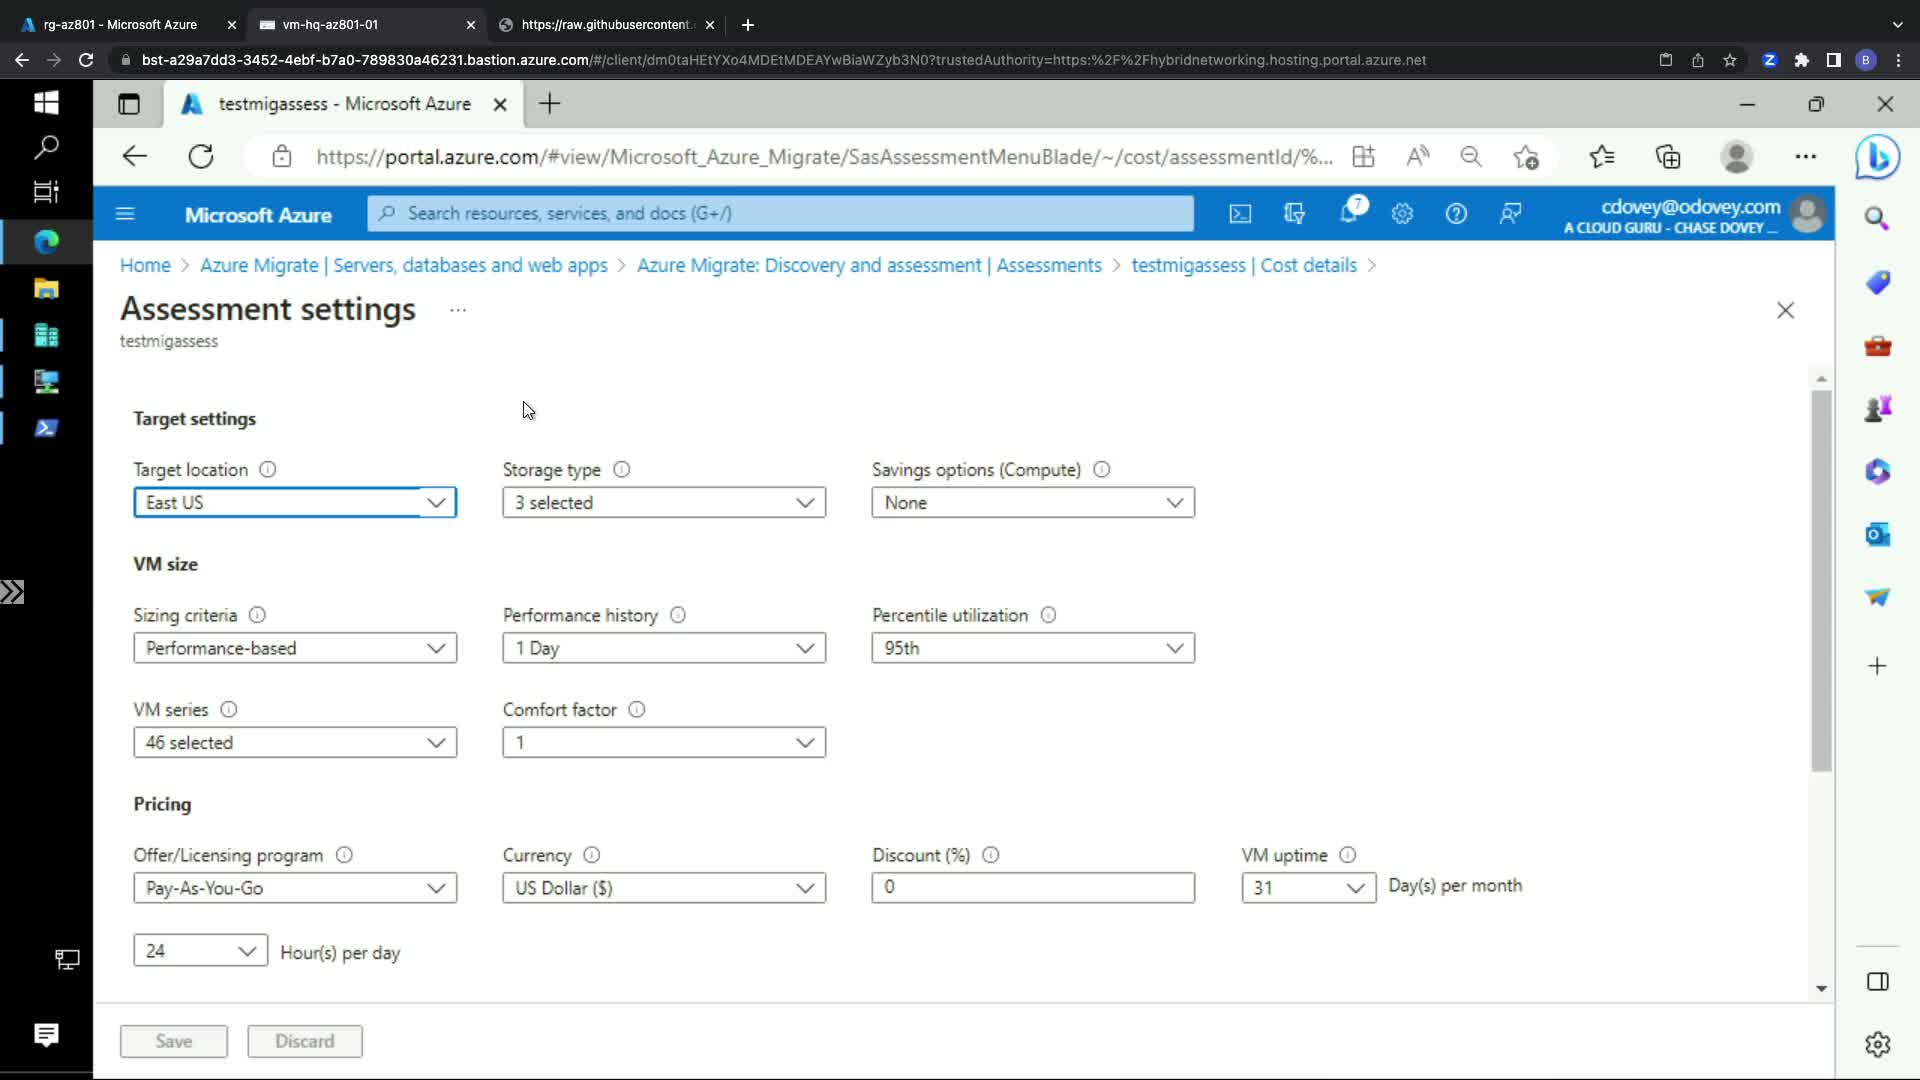 rg-az801 - Microsoft Azure
vm-hq-az801-01
https://raw.githubusercontent.
bst-a29a7dd3-3452-4ebf-b7a0-789830a46231.bastion.azure.com/#/client/dm0taHEtYXo4MDEtMDEAYwBiaWZyb3N0?trustedAuthority=https:%2F%2Fhybridnetworking.hosting.portal.azure.net
B
testmigassess - Microsoft Azure
https://portal.azure.com/#view/Microsoft_Azure_Migrate/SasAssessmentMenuBlade/~/cost/assessmentId/%...
Microsoft Azure
Search resources, services, and docs (G+/)
7
cdovey@odovey.com
A CLOUD GURU - CHASE DOVEY ...
Home > Azure Migrate | Servers, databases and web apps > Azure Migrate: Discovery and assessment | Assessments > testmigassess | Cost details >
Assessment settings ...
testmigassess
Target settings
Target location Storage type Savings options (Compute)
East US 3 selected None
VM size
Sizing criteria Performance history Percentile utilization
Performance-based 1 Day 95th
VM series Comfort factor
46 selected 1
Pricing
Offer/Licensing program Currency Discount (%) VM uptime
Pay-As-You-Go US Dollar ($) 0 31 Day(s) per month
24 Hour(s) per day
Save Discard